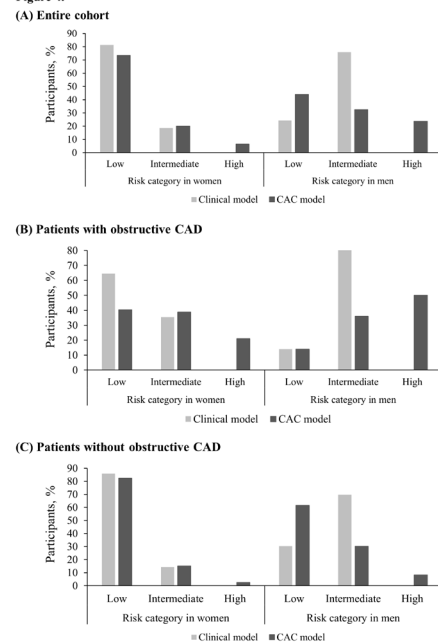 (A) Entire cohort
Participants, %
90
80
70
60
50
40
30
20
10
0
Low Intermediate High Low Intermediate High
Risk category in women Risk category in men
Clinical model CAC model
(B) Patients with obstructive CAD
Participants, %
80
70
60
50
40
30
20
10
0
Low Intermediate High Low Intermediate High
Risk category in women Risk category in men
Clinical model CAC model
(C) Patients without obstructive CAD
Participants, %
90
80
70
60
50
40
30
20
10
0
Low Intermediate High Low Intermediate High
Risk category in women Risk category in men
Clinical model CAC model